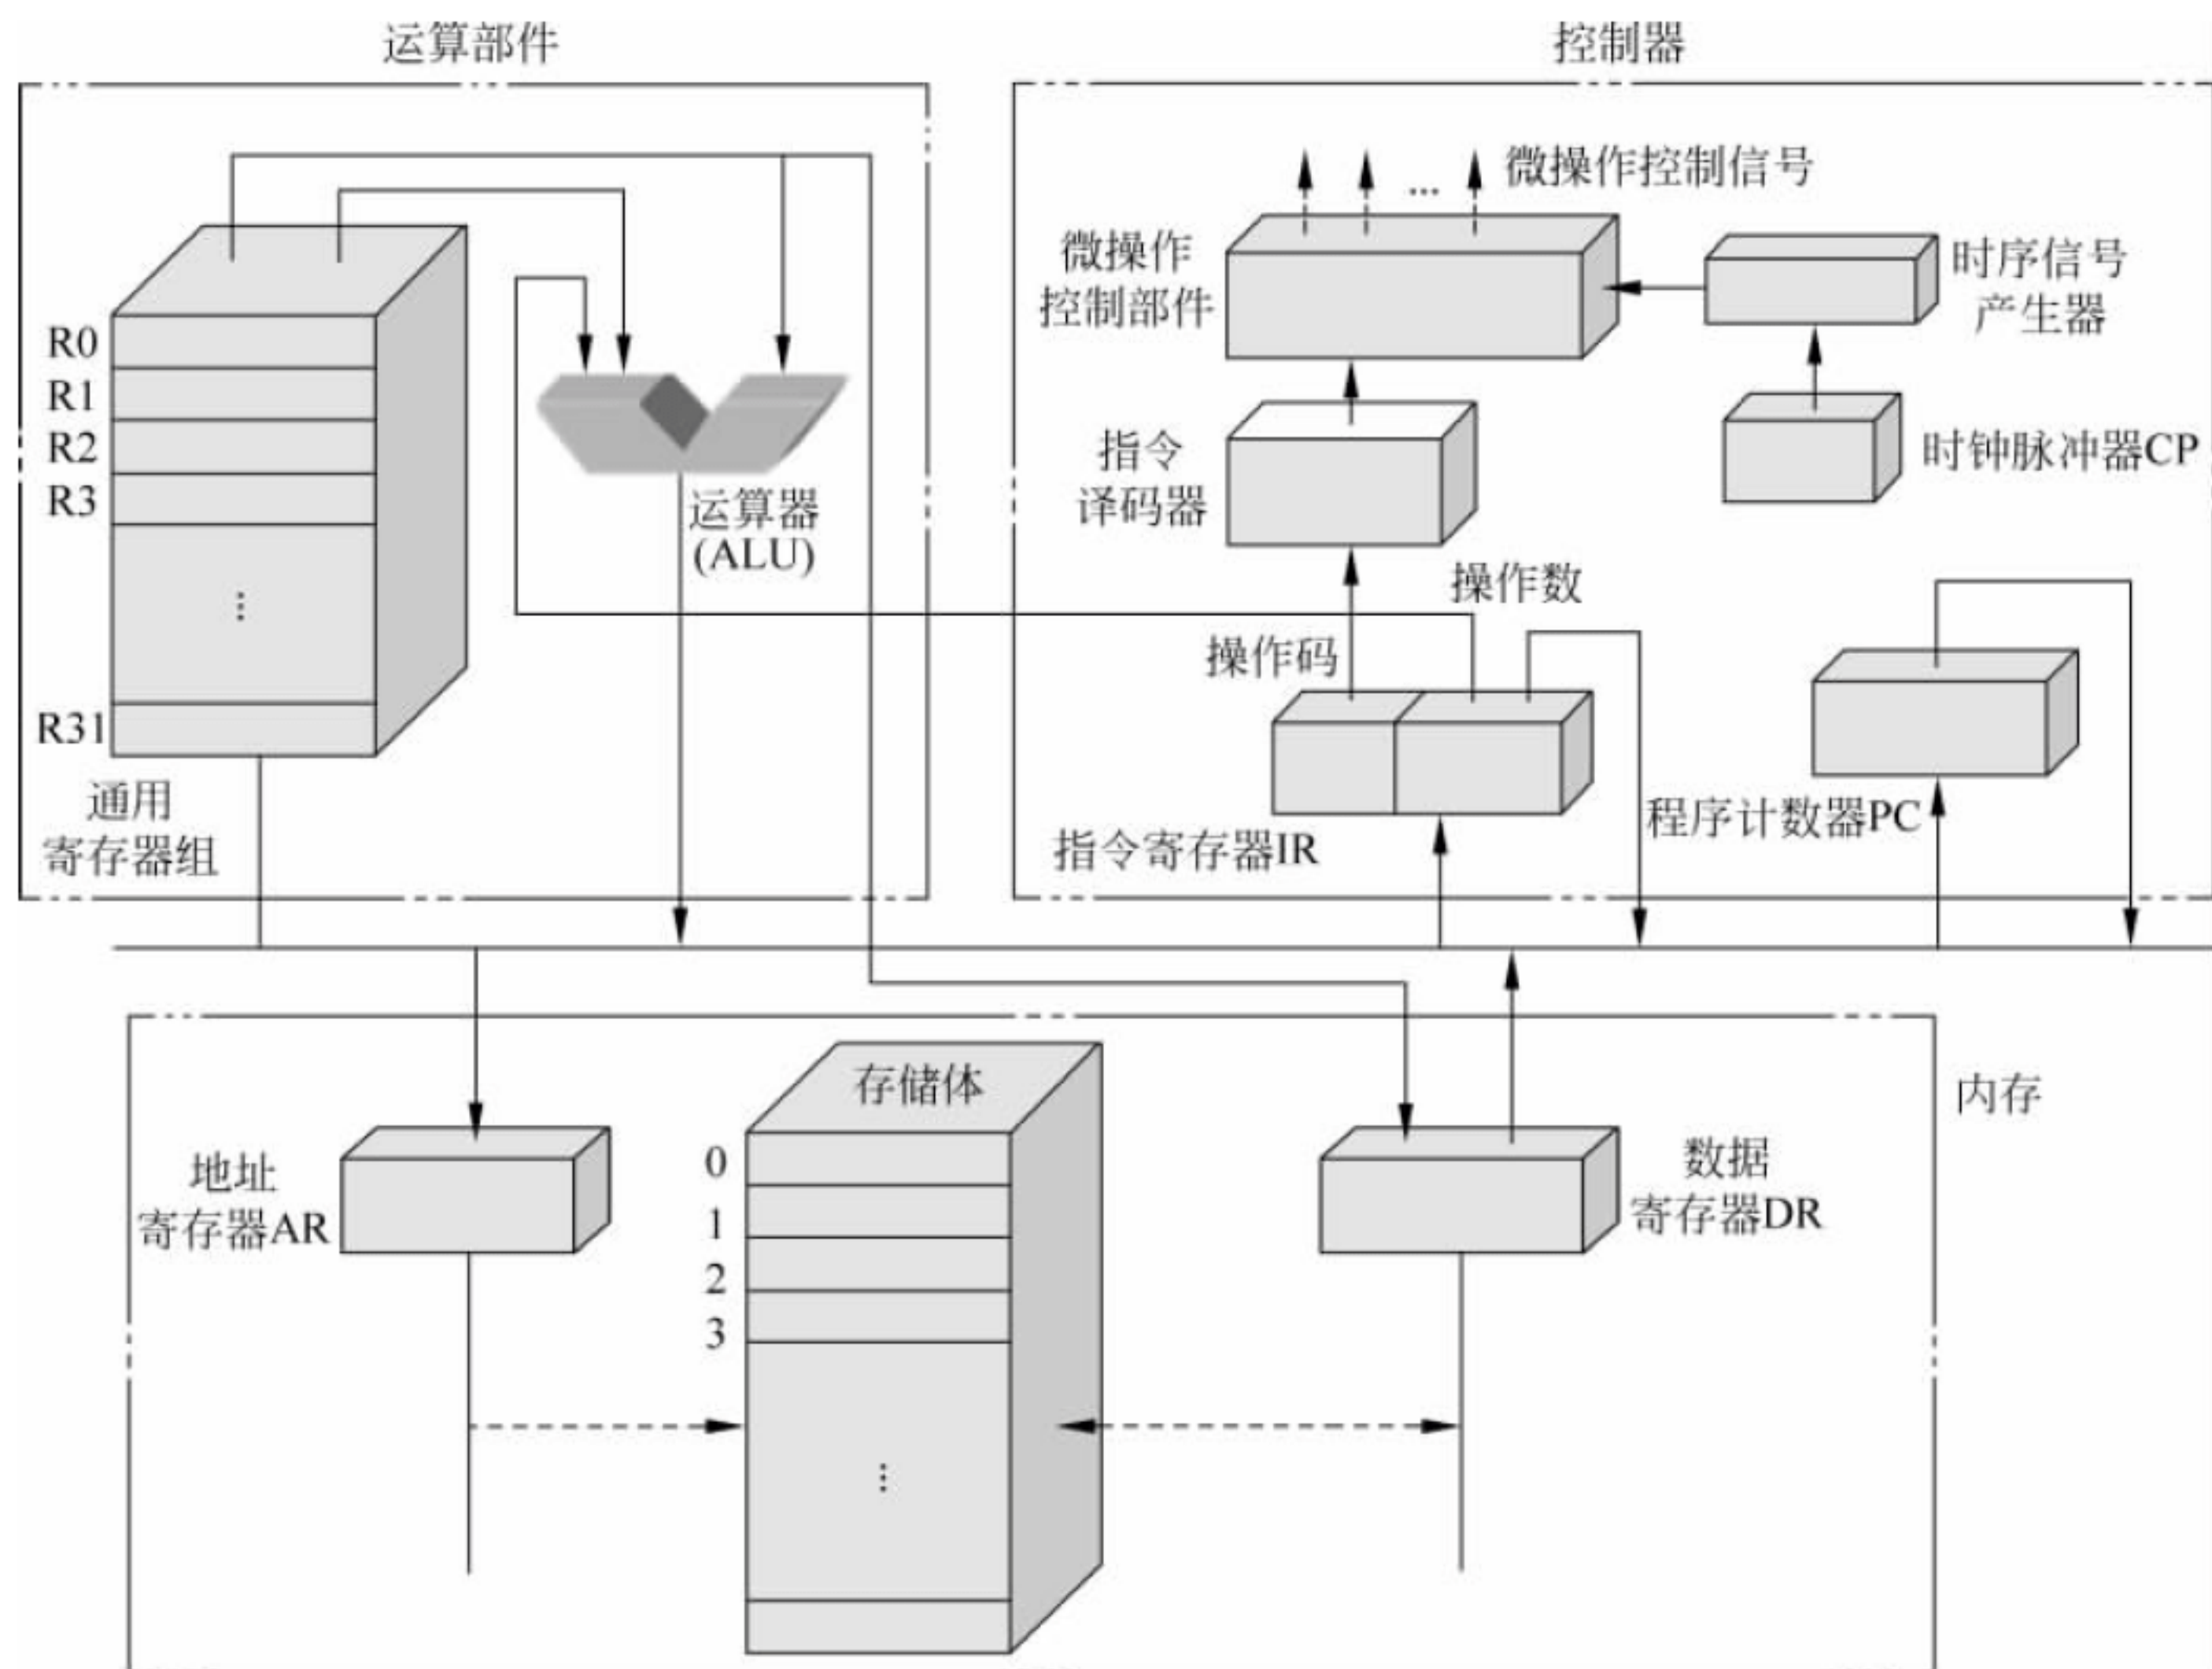 运算部件
控制器
微操作控制信号
...
微操作
控制部件
时序信号
产生器
R0
R1
R2
R3
⋮
R31
通用
寄存器组
运算器
(ALU)
指令
译码器
时钟脉冲器CP
操作数
操作码
指令寄存器IR
程序计数器PC
内存
存储体
地址
寄存器AR
0
1
2
3
⋮
数据
寄存器DR